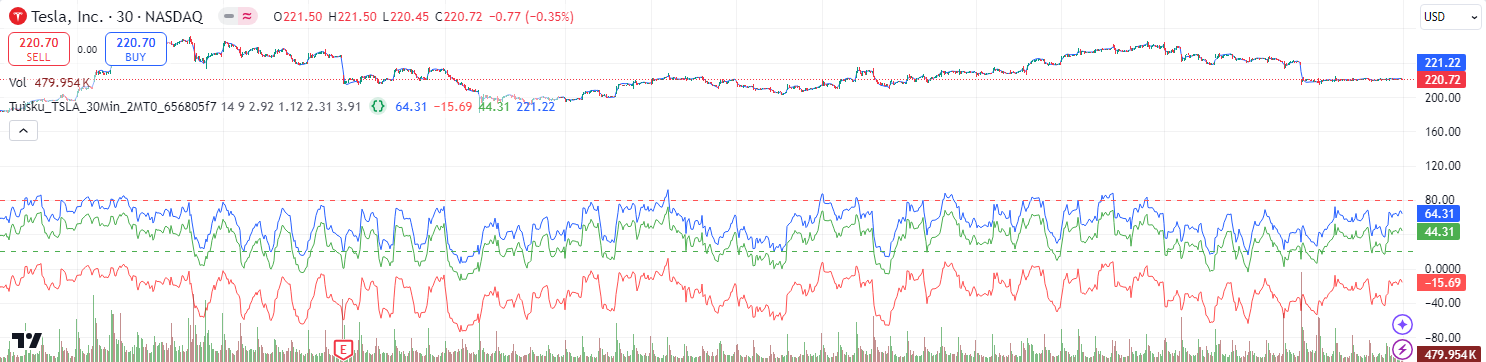 Tesla, Inc. · 30 · NASDAQ O221.50 H221.50 L220.45 C220.72 −0.77 (−0.35%)
USD
220.70 0.00 220.70
SELL BUY
221.22
220.72
Vol 479.954K
Tuisku_TSLA_30Min_2MT0_656805f7 14 9 2.92 1.12 2.31 3.91 {} 64.31 −15.69 44.31 221.22
200.00
160.00
120.00
80.00
64.31
44.31
0.0000
−15.69
−40.00
−80.00
E
479.954K